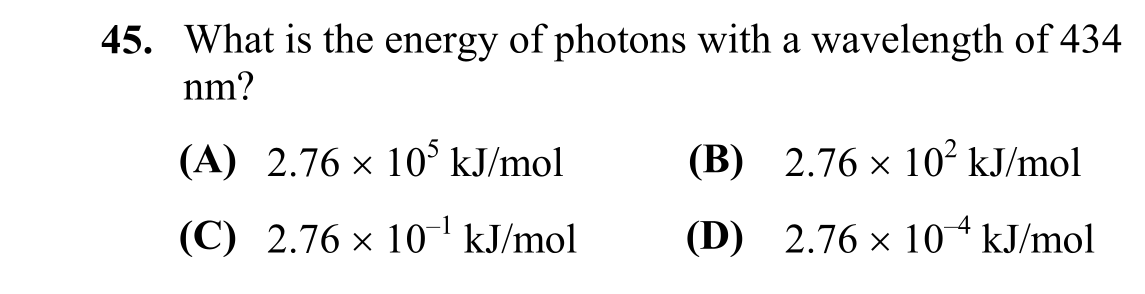 45. What is the energy of photons with a wavelength of 434
nm?
(A) 2.76 × 10⁵ kJ/mol (B) 2.76 × 10² kJ/mol
(C) 2.76 × 10⁻¹ kJ/mol (D) 2.76 × 10⁻⁴ kJ/mol